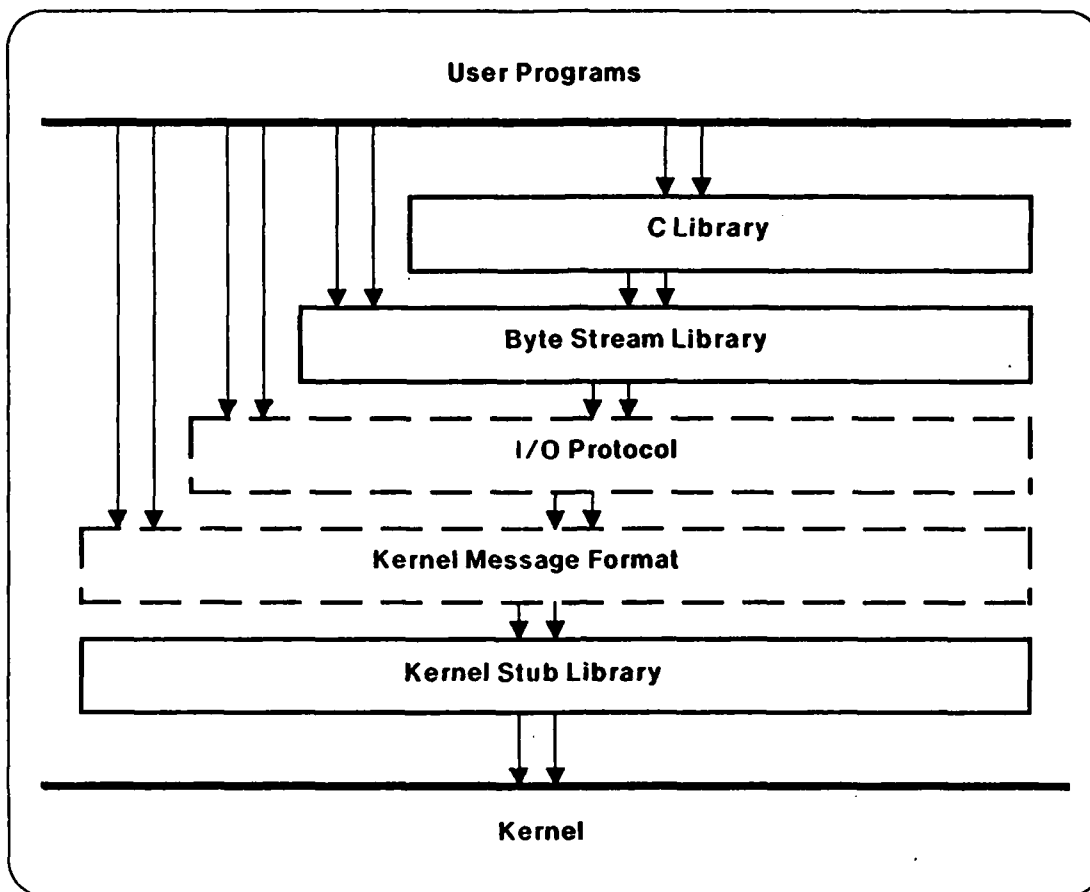 User Programs
C Library
Byte Stream Library
I/O Protocol
Kernel Message Format
Kernel Stub Library
Kernel